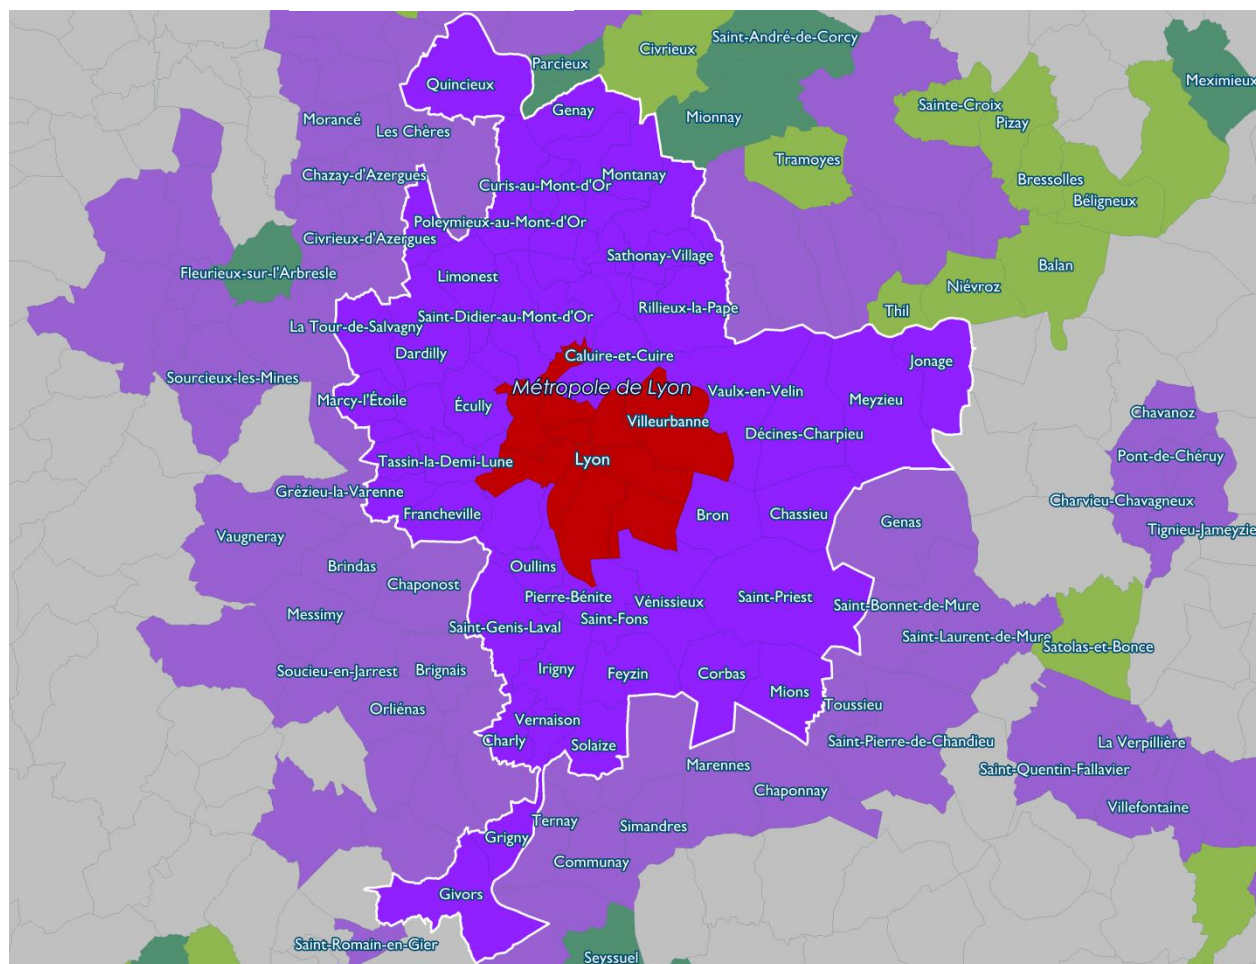 Saint-André-de-Corcy
Civrieux
Parcieux
Meximieux
Quincieux
Sainte-Croix
Genay
Mionnay
Morancé
Pizay
Les Chères
Tramoyes
Chazay-d'Azergues
Montanay
Bressolles
Curis-au-Mont-d'Or
Béligneux
Poleymieux-au-Mont-d'Or
Civrieux-d'Azergues
Sathonay-Village
Balan
Fleurieux-sur-l'Arbresle
Limonest
Niévroz
Rillieux-la-Pape
Thil
Saint-Didier-au-Mont-d'Or
La Tour-de-Salvagny
Dardilly
Caluire-et-Cuire
Jonage
Sourcieux-les-Mines
Métropole de Lyon
Vaulx-en-Velin
Marcy-l'Étoile
Meyzieu
Écully
Chavanoz
Villeurbanne
Décines-Charpieu
Pont-de-Chéruy
Tassin-la-Demi-Lune
Lyon
Grézieu-la-Varenne
Charvieu-Chavagneux
Francheville
Bron
Chassieu
Genas
Tignieu-Jameyzie
Vaugneray
Brindas
Oullins
Chaponost
Pierre-Bénite
Vénissieux
Saint-Priest
Saint-Bonnet-de-Mure
Messimy
Saint-Fons
Saint-Genis-Laval
Saint-Laurent-de-Mure
Satolas-et-Bonce
Soucieu-en-Jarrest
Brignais
Irigny
Feyzin
Corbas
Mions
Orliénas
Toussieu
Vernaison
Charly
Solaize
Saint-Pierre-de-Chandieu
La Verpillière
Marennes
Saint-Quentin-Fallavier
Chaponnay
Villefontaine
Ternay
Simandres
Grigny
Communay
Givors
Saint-Romain-en-Gier
Seyssuel